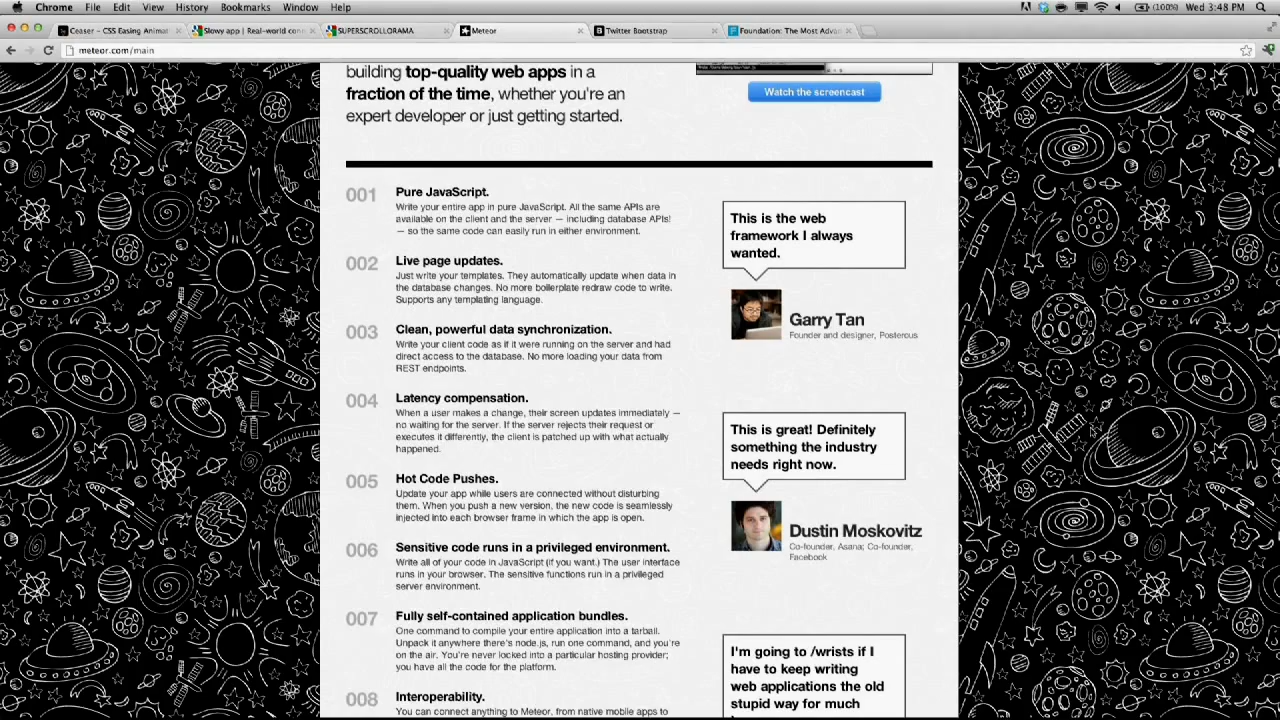 Chrome File Edit View History Bookmarks Window Help (100%) Wed 3:48 PM
Ceaser – CSS Easing Animat
Slowy app | Real-world conn
SUPERSCROLLORAMA
Meteor
Twitter Bootstrap
Foundation: The Most Advan
meteor.com/main
building top-quality web apps in a
fraction of the time, whether you're an
expert developer or just getting started.
Watch the screencast
001 Pure JavaScript.
Write your entire app in pure JavaScript. All the same APIs are
available on the client and the server — including database APIs!
— so the same code can easily run in either environment.
002 Live page updates.
Just write your templates. They automatically update when data in
the database changes. No more boilerplate redraw code to write.
Supports any templating language.
003 Clean, powerful data synchronization.
Write your client code as if it were running on the server and had
direct access to the database. No more loading your data from
REST endpoints.
004 Latency compensation.
When a user makes a change, their screen updates immediately —
no waiting for the server. If the server rejects their request or
executes it differently, the client is patched up with what actually
happened.
005 Hot Code Pushes.
Update your app while users are connected without disturbing
them. When you push a new version, the new code is seamlessly
injected into each browser frame in which the app is open.
006 Sensitive code runs in a privileged environment.
Write all of your code in JavaScript (if you want.) The user interface
runs in your browser. The sensitive functions run in a privileged
server environment.
007 Fully self-contained application bundles.
One command to compile your entire application into a tarball.
Unpack it anywhere there's node.js, run one command, and you're
on the air. You're never locked into a particular hosting provider;
you have all the code for the platform.
008 Interoperability.
You can connect anything to Meteor, from native mobile apps to
This is the web
framework I always
wanted.
Garry Tan
Founder and designer, Posterous
This is great! Definitely
something the industry
needs right now.
Dustin Moskovitz
Co-founder, Asana; Co-founder,
Facebook
I'm going to /wrists if I
have to keep writing
web applications the old
stupid way for much